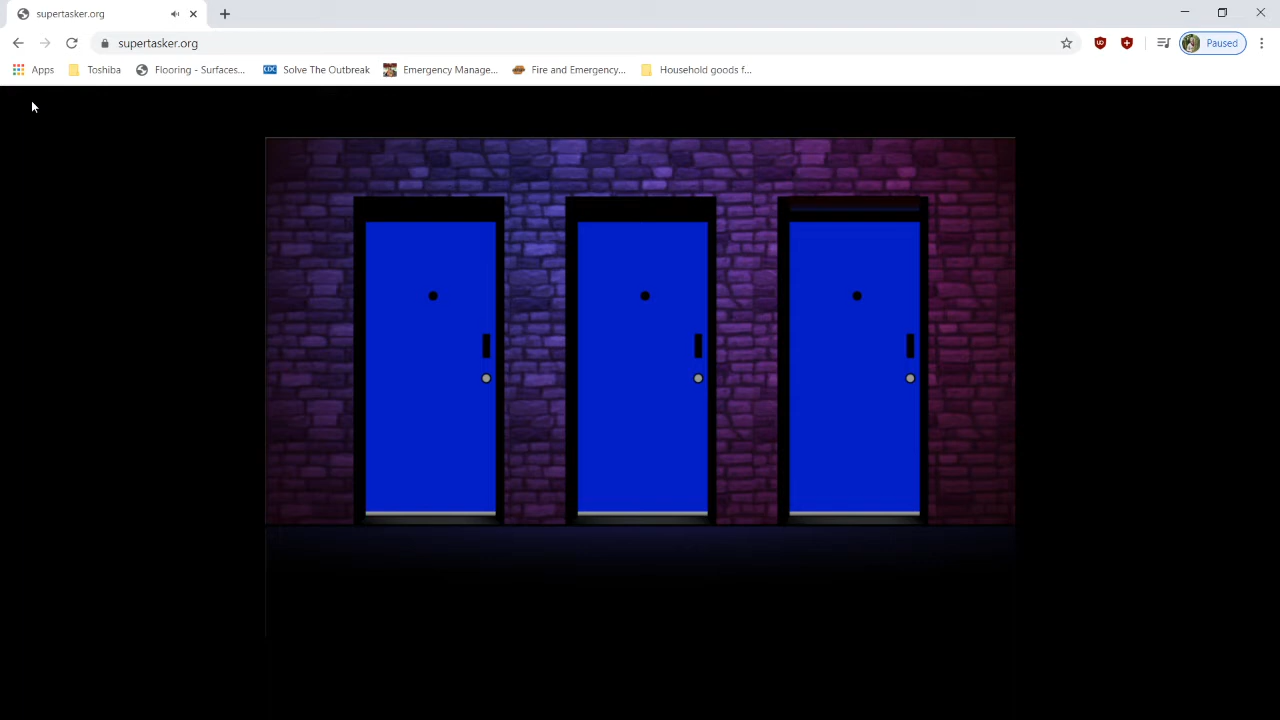 supertasker.org
supertasker.org
Paused
Apps
Toshiba
Flooring - Surfaces...
CDC
Solve The Outbreak
Emergency Manage...
Fire and Emergency...
Household goods f...